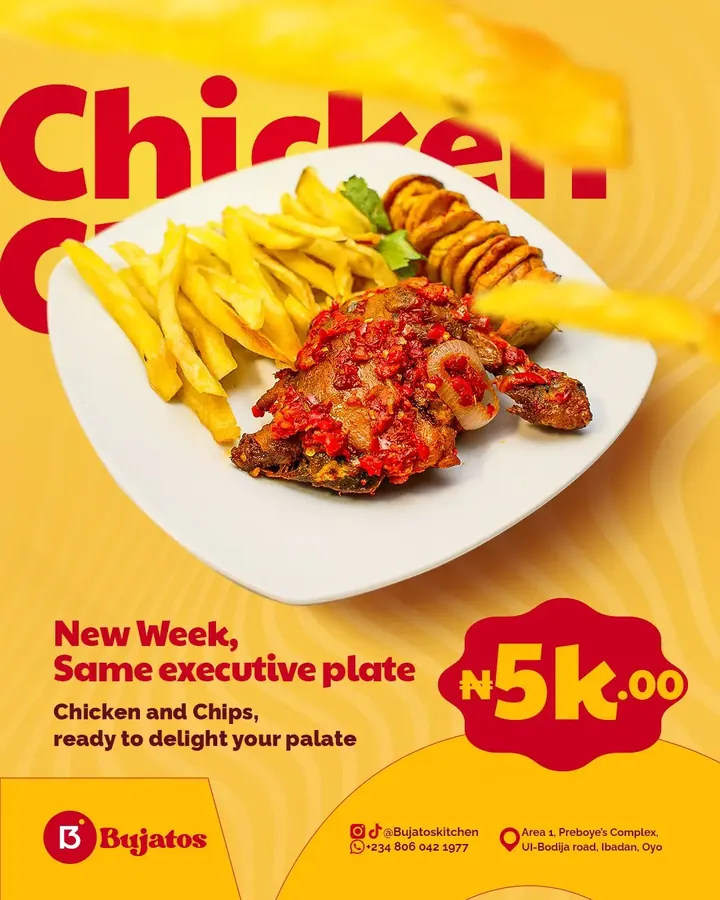 Chicken
New Week,
Same executive plate
Chicken and Chips,
ready to delight your palate
₦5k.00
Bujatos
@Bujatoskitchen
+234 806 042 1977
Area 1, Preboye's Complex,
UI-Bodija road, Ibadan, Oyo